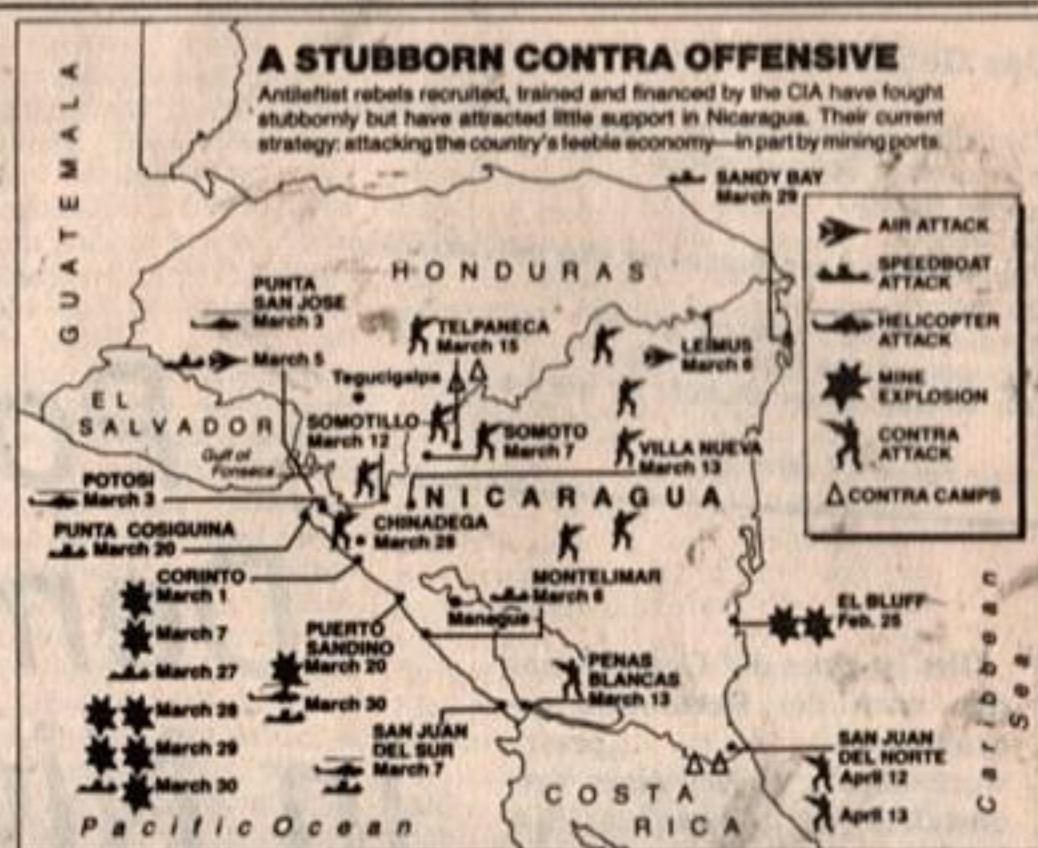 A STUBBORN CONTRA OFFENSIVE
Antileftist rebels recruited, trained and financed by the CIA have fought
stubbornly but have attracted little support in Nicaragua. Their current
strategy: attacking the country's feeble economy—in part by mining ports.
GUATEMALA
HONDURAS
SANDY BAY
March 29
AIR ATTACK
SPEEDBOAT
ATTACK
HELICOPTER
ATTACK
MINE
EXPLOSION
CONTRA
ATTACK
CONTRA CAMPS
PUNTA
SAN JOSE
March 3
March 5
TELPANECA
March 15
LEIMUS
March 6
Tegucigalpa
EL
SALVADOR
Gulf of
Fonseca
SOMOTILLO
March 12
SOMOTO
March 7
VILLA NUEVA
March 13
POTOSI
March 3
NICARAGUA
PUNTA COSIGUINA
March 20
CHINADEGA
March 28
CORINTO
March 1
March 7
March 27
March 28
March 29
March 30
MONTELIMAR
March 6
Managua
EL BLUFF
Feb. 25
PUERTO
SANDINO
March 20
March 30
PENAS
BLANCAS
March 13
SAN JUAN
DEL SUR
March 7
SAN JUAN
DEL NORTE
April 12
April 13
COSTA
RICA
Pacific Ocean
Caribbean
Sea